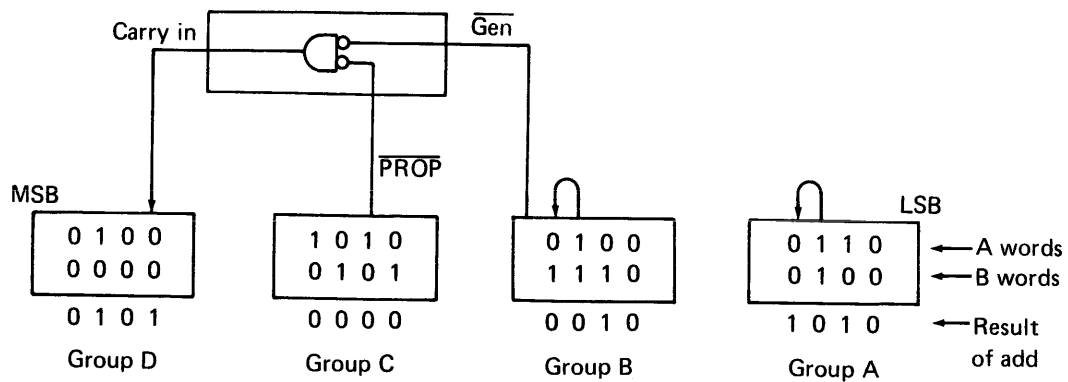 Carry in
Gen
PROP
MSB
LSB
0 1 0 0
0 0 0 0
0 1 0 1
Group D
1 0 1 0
0 1 0 1
0 0 0 0
Group C
0 1 0 0
1 1 1 0
0 0 1 0
Group B
0 1 1 0
0 1 0 0
1 0 1 0
Group A
A words
B words
Result
of add